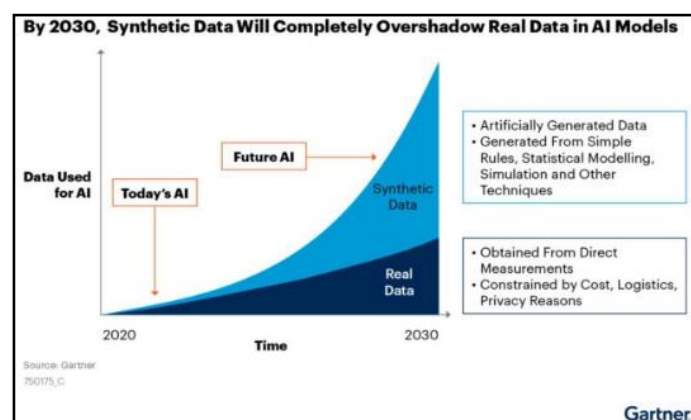 By 2030, Synthetic Data Will Completely Overshadow Real Data in AI Models
Data Used
for AI
Today's AI
Future AI
Synthetic
Data
Real
Data
• Artificially Generated Data
• Generated From Simple
Rules, Statistical Modelling,
Simulation and Other
Techniques
• Obtained From Direct
Measurements
• Constrained by Cost, Logistics,
Privacy Reasons
2020
2030
Time
Source: Gartner
750175_C
Gartner